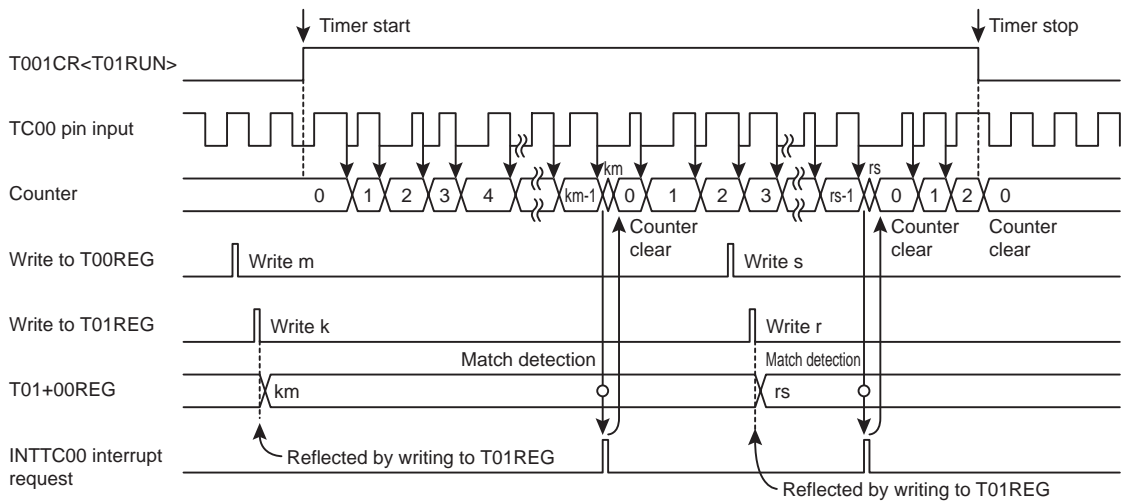 Timer start
Timer stop
T001CR<T01RUN>
TC00 pin input
Counter
0 1 2 3 4 km-1 km 0 1 2 3 rs-1 rs 0 1 2 0
Counter clear
Counter clear
Counter clear
Write to T00REG
Write m
Write s
Write to T01REG
Write k
Write r
Match detection
Match detection
T01+00REG
km
rs
INTTC00 interrupt
request
Reflected by writing to T01REG
Reflected by writing to T01REG